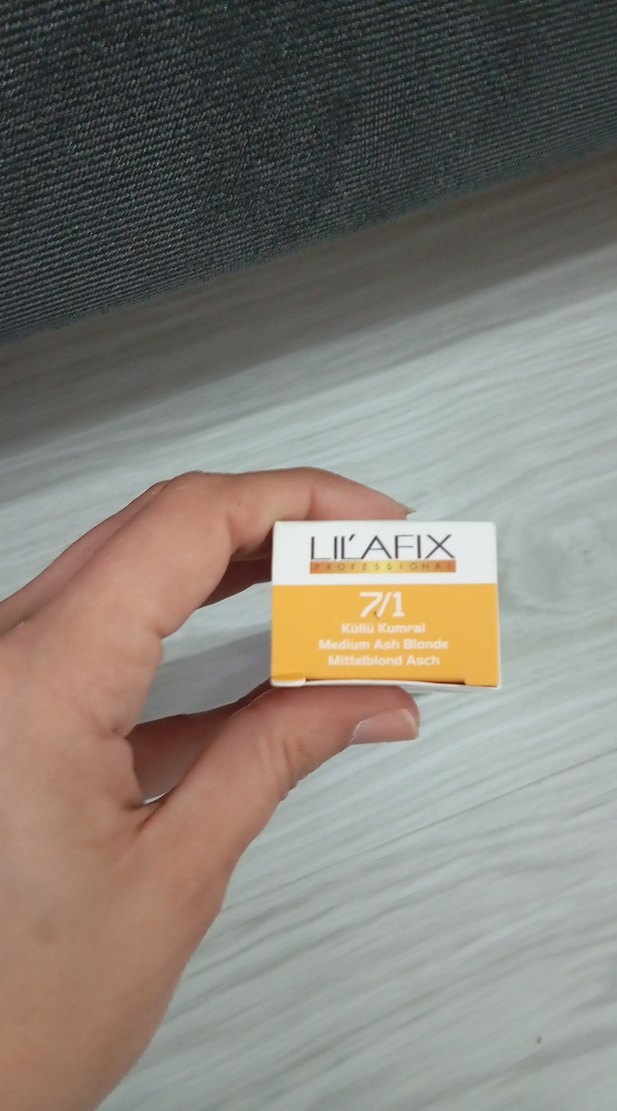 LIL'AFIX
PROFESSIONAL
7/1
Küllü Kumral
Medium Ash Blonde
Mittelblond Asch